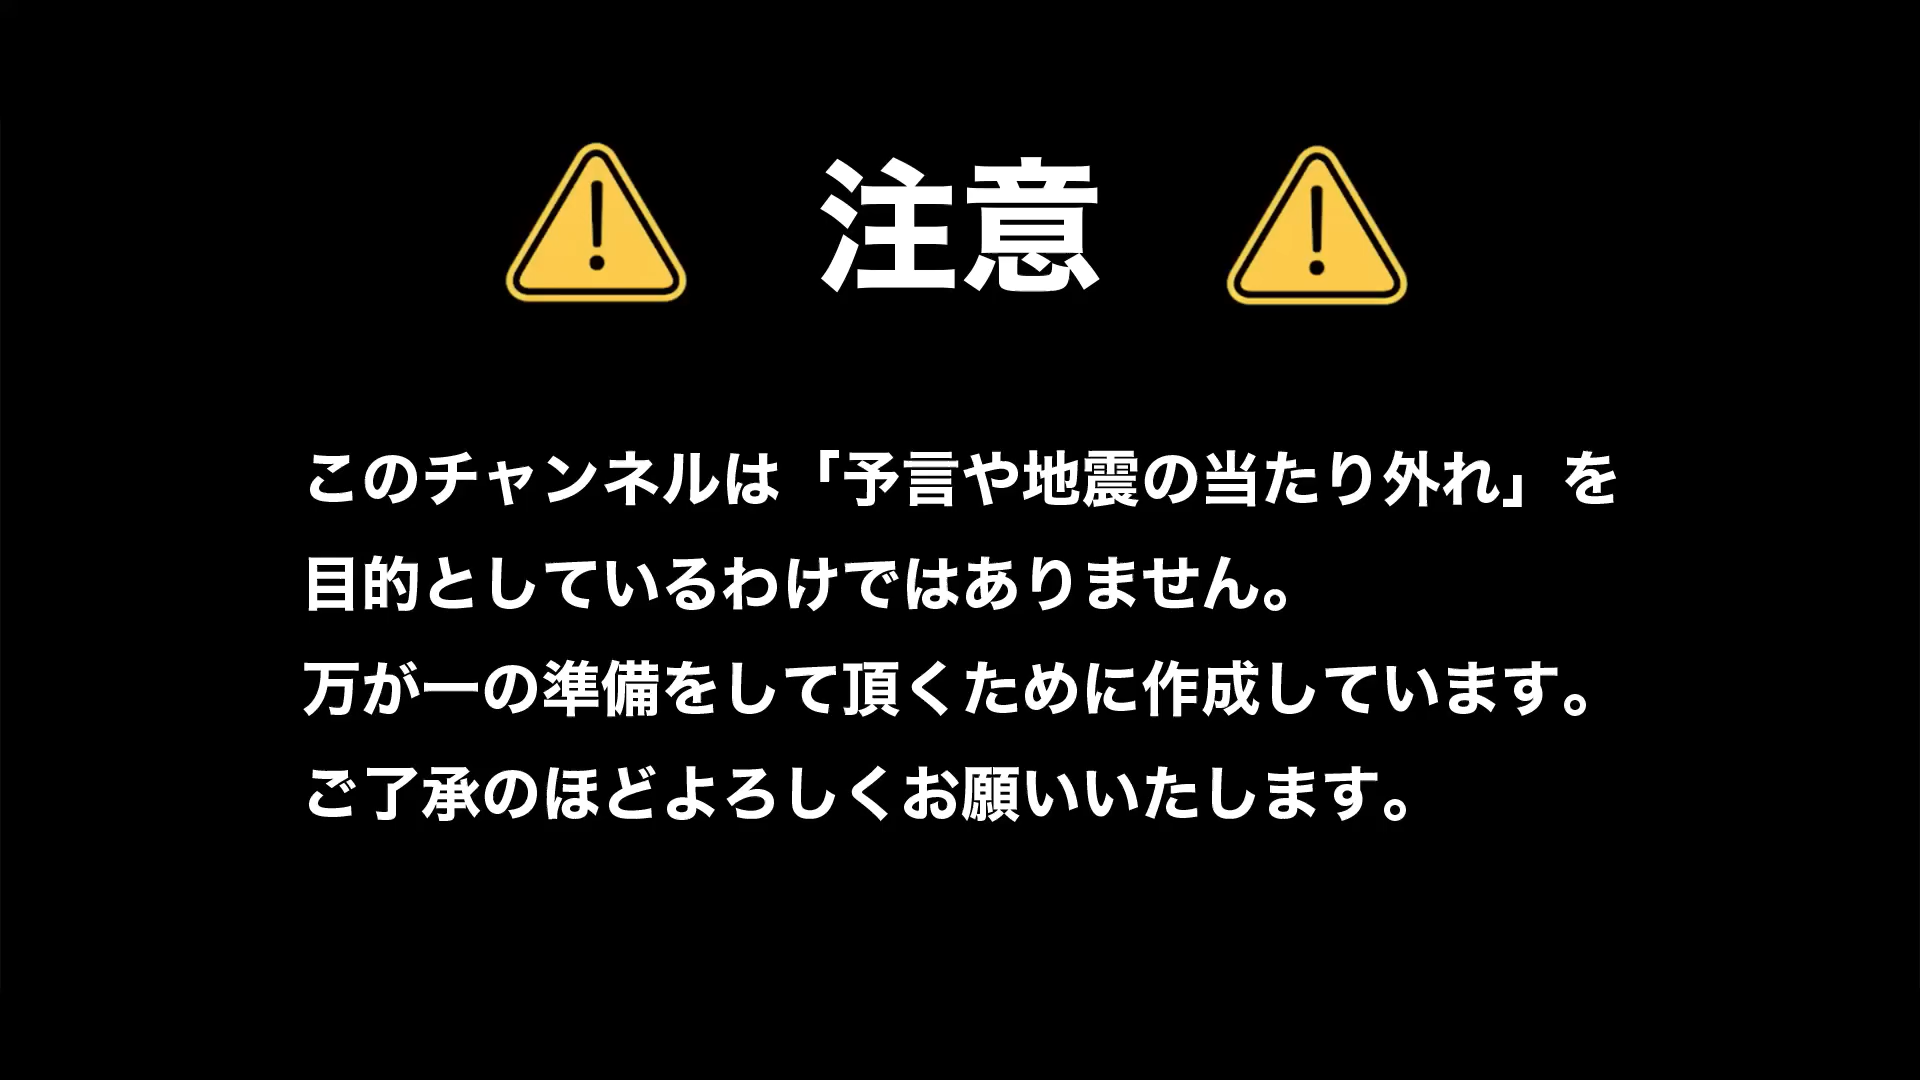 注意
このチャンネルは「予言や地震の当たり外れ」を
目的としているわけではありません。
万が一の準備をして頂くために作成しています。
ご了承のほどよろしくお願いいたします。